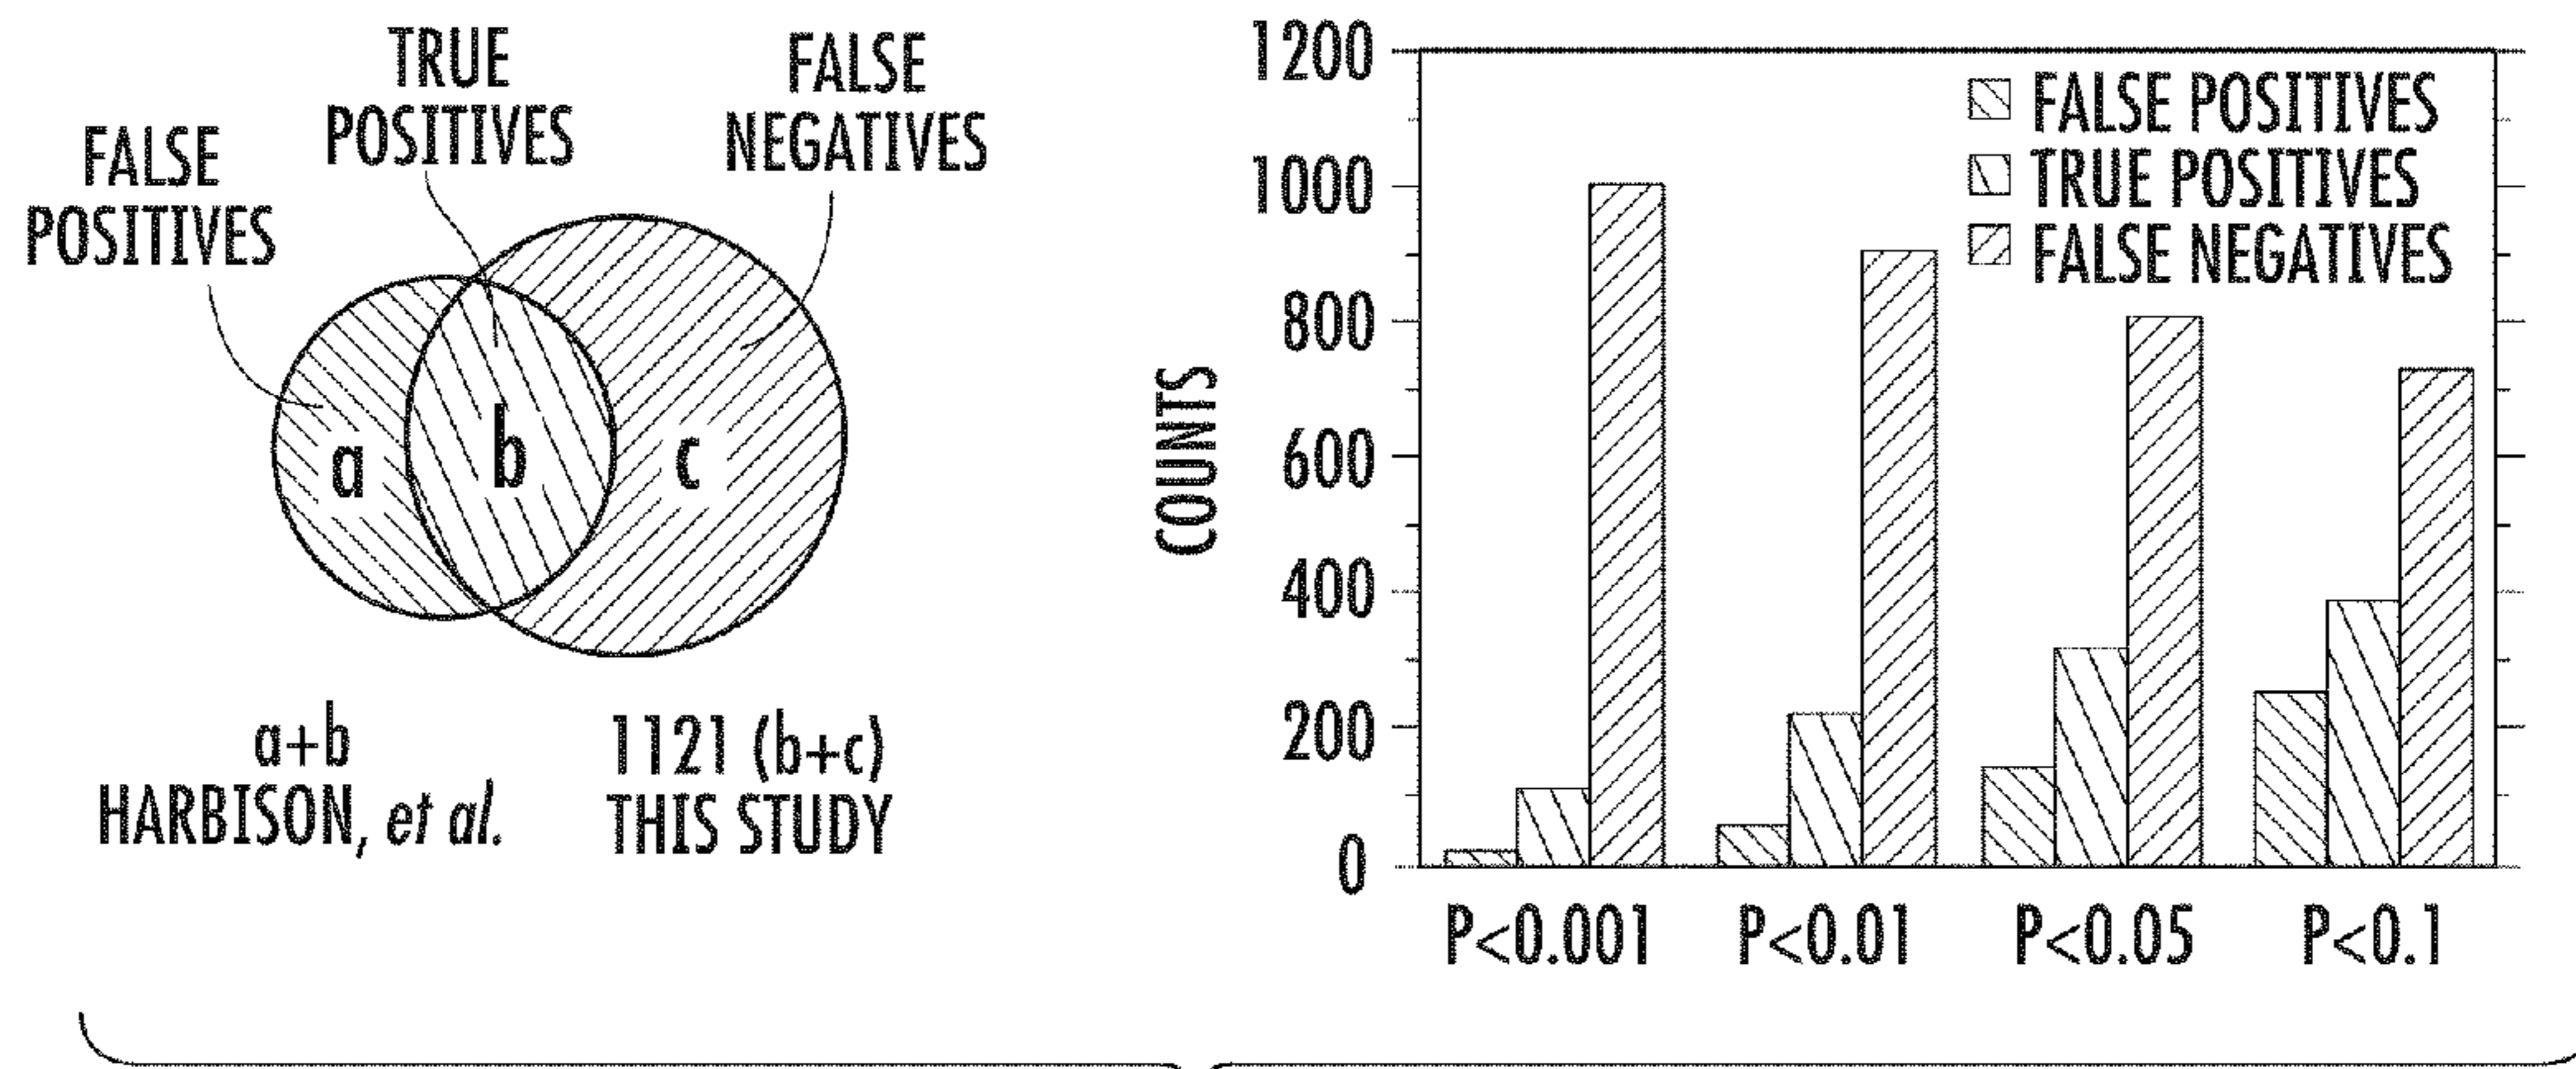 FALSE
POSITIVES
TRUE
POSITIVES
FALSE
NEGATIVES
a
b
c
a+b
HARBISON, et al.
1121 (b+c)
THIS STUDY
COUNTS
1200
1000
800
600
400
200
0
FALSE POSITIVES
TRUE POSITIVES
FALSE NEGATIVES
P<0.001
P<0.01
P<0.05
P<0.1